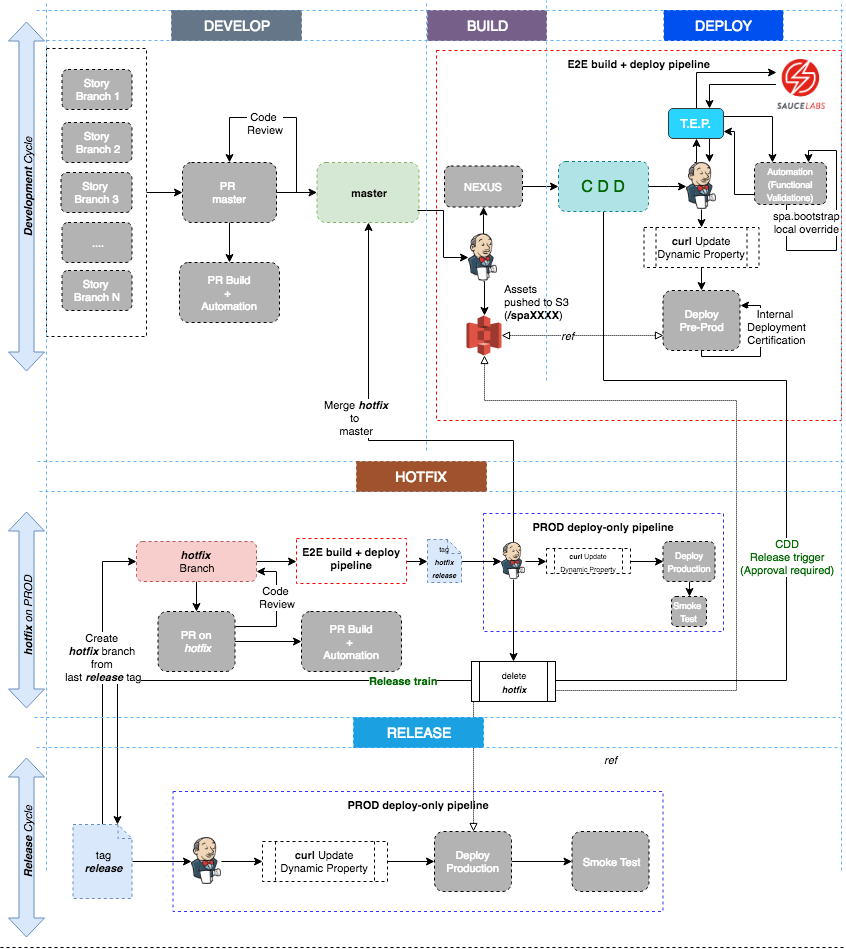 DEVELOP
BUILD
DEPLOY
Development Cycle
Story
Branch 1
Story
Branch 2
Story
Branch 3
....
Story
Branch N
Code
Review
PR
master
PR Build
+
Automation
master
E2E build + deploy pipeline
NEXUS
C D D
T.E.P.
SAUCELABS
Automation
(Functional
Validations)
spa.bootstrap
local override
curl Update
Dynamic Property
Assets
pushed to S3
(/spaXXXX)
ref
Deploy
Pre-Prod
Internal
Deployment
Certification
Merge hotfix
to
master
HOTFIX
hotfix on PROD
hotfix
Branch
E2E build + deploy
pipeline
tag
hotfix
release
PROD deploy-only pipeline
curl Update
Dynamic Property
Deploy
Production
Smoke
Test
CDD
Release trigger
(Approval required)
Code
Review
PR on
hotfix
PR Build
+
Automation
Create
hotfix branch
from
last release tag
Release train
delete
hotfix
RELEASE
ref
Release Cycle
PROD deploy-only pipeline
tag
release
curl Update
Dynamic Property
Deploy
Production
Smoke Test